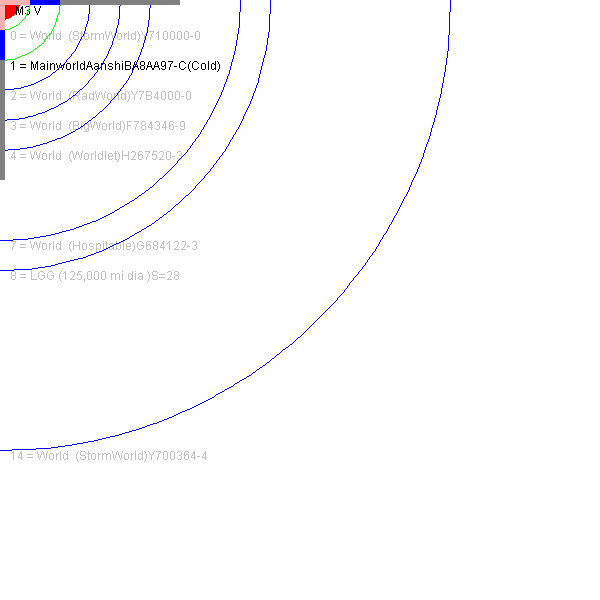 M3 V
0 = World (StormWorld)Y710000-0
1 = MainworldAanshiBA8AA97-C(Cold)
2 = World (RadWorld)Y7B4000-0
3 = World (BigWorld)F784346-9
4 = World (Worldlet)H267520-3
7 = World (Hospitable)G684122-3
8 = LGG (125,000 mi dia.)S=28
14 = World (StormWorld)Y700364-4